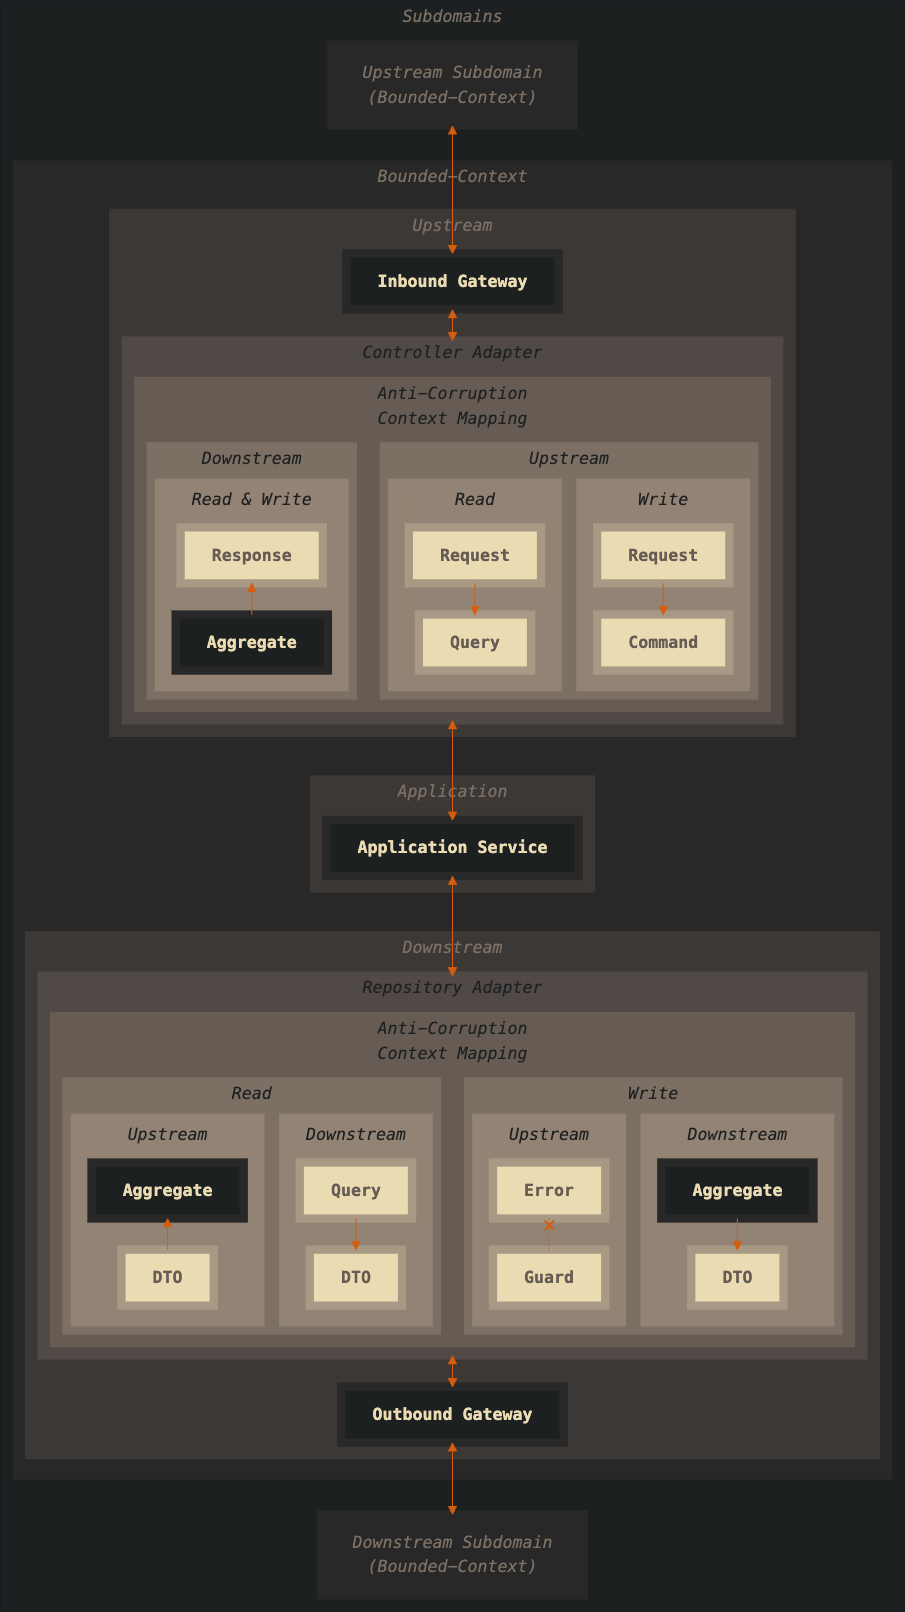 Subdomains
Upstream Subdomain
(Bounded-Context)
Bounded-Context
Upstream
Inbound Gateway
Controller Adapter
Anti-Corruption
Context Mapping
Downstream
Read & Write
Response
Aggregate
Upstream
Read
Request
Query
Write
Request
Command
Application
Application Service
Downstream
Repository Adapter
Anti-Corruption
Context Mapping
Read
Upstream
Aggregate
DTO
Downstream
Query
DTO
Write
Upstream
Error
Guard
Downstream
Aggregate
DTO
Outbound Gateway
Downstream Subdomain
(Bounded-Context)